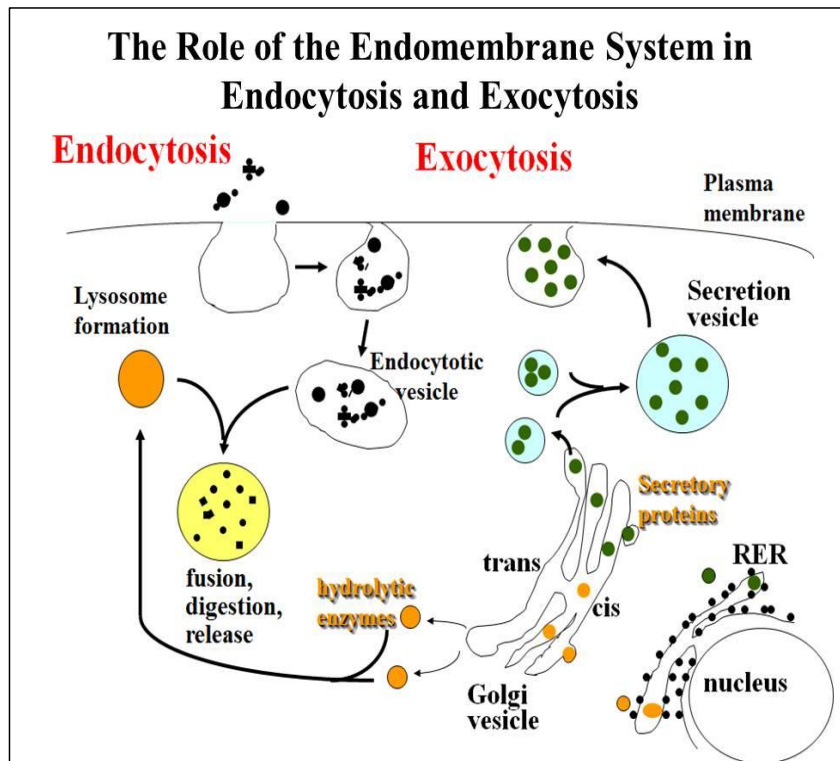 The Role of the Endomembrane System in
Endocytosis and Exocytosis
Endocytosis
Exocytosis
Plasma
membrane
Lysosome
formation
Secretion
vesicle
Endocytotic
vesicle
Secretory
proteins
RER
trans
cis
fusion,
digestion,
release
hydrolytic
enzymes
nucleus
Golgi
vesicle